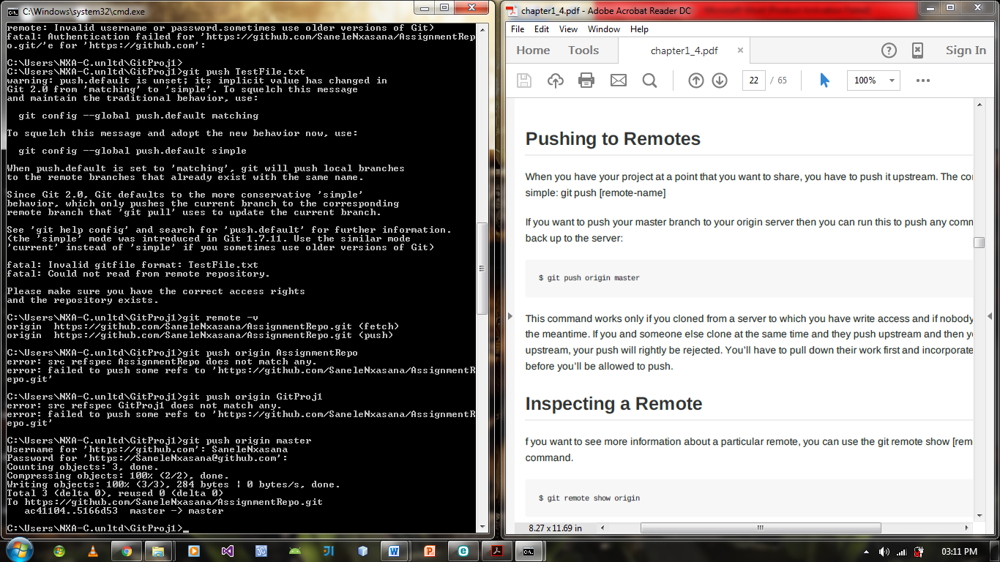 C:\Windows\system32\cmd.exe
remote: Invalid username or password.sometimes use older versions of Git)
fatal: Authentication failed for 'https://github.com/SaneleNxasana/AssignmentRep
o.git/'e for 'https://github.com':
C:\Users\NXA-C.unltd\GitProj1>
C:\Users\NXA-C.unltd\GitProj1>git push TestFile.txt
warning: push.default is unset; its implicit value has changed in
Git 2.0 from 'matching' to 'simple'. To squelch this message
and maintain the traditional behavior, use:
git config --global push.default matching
To squelch this message and adopt the new behavior now, use:
git config --global push.default simple
When push.default is set to 'matching', git will push local branches
to the remote branches that already exist with the same name.
Since Git 2.0, Git defaults to the more conservative 'simple'
behavior, which only pushes the current branch to the corresponding
remote branch that 'git pull' uses to update the current branch.
See 'git help config' and search for 'push.default' for further information.
(the 'simple' mode was introduced in Git 1.7.11. Use the similar mode
'current' instead of 'simple' if you sometimes use older versions of Git)
fatal: Invalid gitfile format: TestFile.txt
fatal: Could not read from remote repository.
Please make sure you have the correct access rights
and the repository exists.
C:\Users\NXA-C.unltd\GitProj1>git remote -v
origin  https://github.com/SaneleNxasana/AssignmentRepo.git (fetch)
origin  https://github.com/SaneleNxasana/AssignmentRepo.git (push)
C:\Users\NXA-C.unltd\GitProj1>git push origin AssignmentRepo
error: src refspec AssignmentRepo does not match any.
error: failed to push some refs to 'https://github.com/SaneleNxasana/AssignmentR
epo.git'
C:\Users\NXA-C.unltd\GitProj1>git push origin GitProj1
error: src refspec GitProj1 does not match any.
error: failed to push some refs to 'https://github.com/SaneleNxasana/AssignmentR
epo.git'
C:\Users\NXA-C.unltd\GitProj1>git push origin master
Username for 'https://github.com': SaneleNxasana
Password for 'https://SaneleNxasana@github.com':
Counting objects: 3, done.
Compressing objects: 100% (2/2), done.
Writing objects: 100% (3/3), 284 bytes | 0 bytes/s, done.
Total 3 (delta 0), reused 0 (delta 0)
To https://github.com/SaneleNxasana/AssignmentRepo.git
ac41104..5166d53  master -> master
C:\Users\NXA-C.unltd\GitProj1>_
chapter1_4.pdf - Adobe Acrobat Reader DC
File Edit View Window Help
Home Tools chapter1_4.pdf × Sign In
22 / 65 100%
Pushing to Remotes
When you have your project at a point that you want to share, you have to push it upstream. The co
simple: git push [remote-name]
If you want to push your master branch to your origin server then you can run this to push any comm
back up to the server:
$ git push origin master
This command works only if you cloned from a server to which you have write access and if nobody
the meantime. If you and someone else clone at the same time and they push upstream and then y
upstream, your push will rightly be rejected. You'll have to pull down their work first and incorporate
before you'll be allowed to push.
Inspecting a Remote
f you want to see more information about a particular remote, you can use the git remote show [rem
command.
$ git remote show origin
8.27 x 11.69 in
03:11 PM